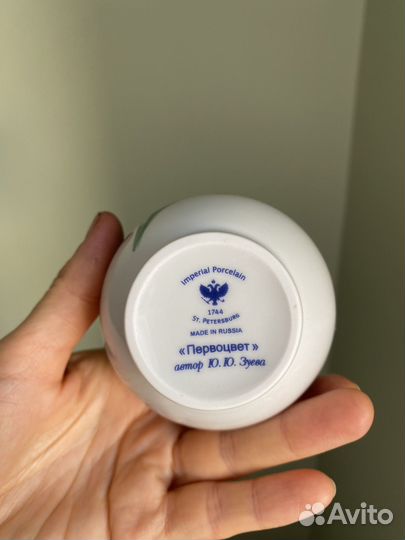 Imperial Porcelain
1744
ST. PETERSBURG
MADE IN RUSSIA
«Первоцвет»
автор Ю. Ю. Зуева
Avito